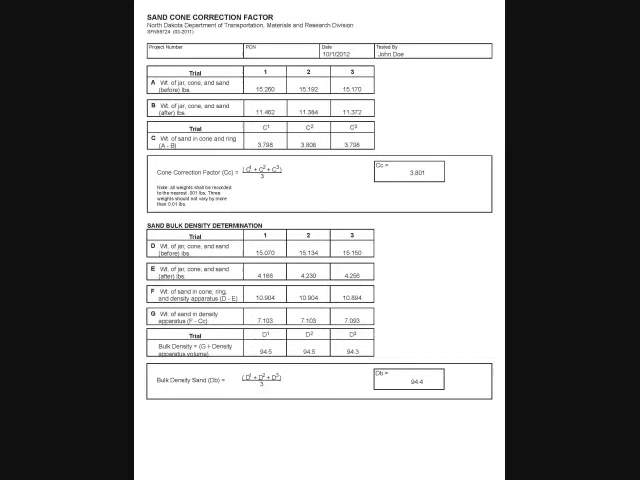 SAND CONE CORRECTION FACTOR
North Dakota Department of Transportation, Materials and Research Division
SFN59724 (03-2011)
Project Number PCN Date Tested By
10/1/2012 John Doe
Trial 1 2 3
A Wt. of jar, cone, and sand
(before) lbs. 15.260 15.192 15.170
B Wt. of jar, cone, and sand
(after) lbs. 11.462 11.384 11.372
Trial C1 C2 C3
C Wt. of sand in cone and ring
(A - B) 3.798 3.808 3.798
Cc =
Cone Correction Factor (Cc) = (C1 + C2 + C3) 3.801
3
Note: all weights shall be recorded
to the nearest .001 lbs. Three
weights should not vary by more
than 0.01 lbs.
SAND BULK DENSITY DETERMINATION
Trial 1 2 3
D Wt. of jar, cone, and sand
(before) lbs. 15.070 15.134 15.150
E Wt. of jar, cone, and sand
(after) lbs. 4.166 4.230 4.256
F Wt. of sand in cone, ring,
and density apparatus (D - E) 10.904 10.904 10.894
G Wt. of sand in density
apparatus (F - Cc) 7.103 7.103 7.093
Trial D1 D2 D3
Bulk Density = (G ÷ Density
apparatus volume) 94.5 94.5 94.3
Db =
Bulk Density Sand (Db) = (D1 + D2 + D3) 94.4
3